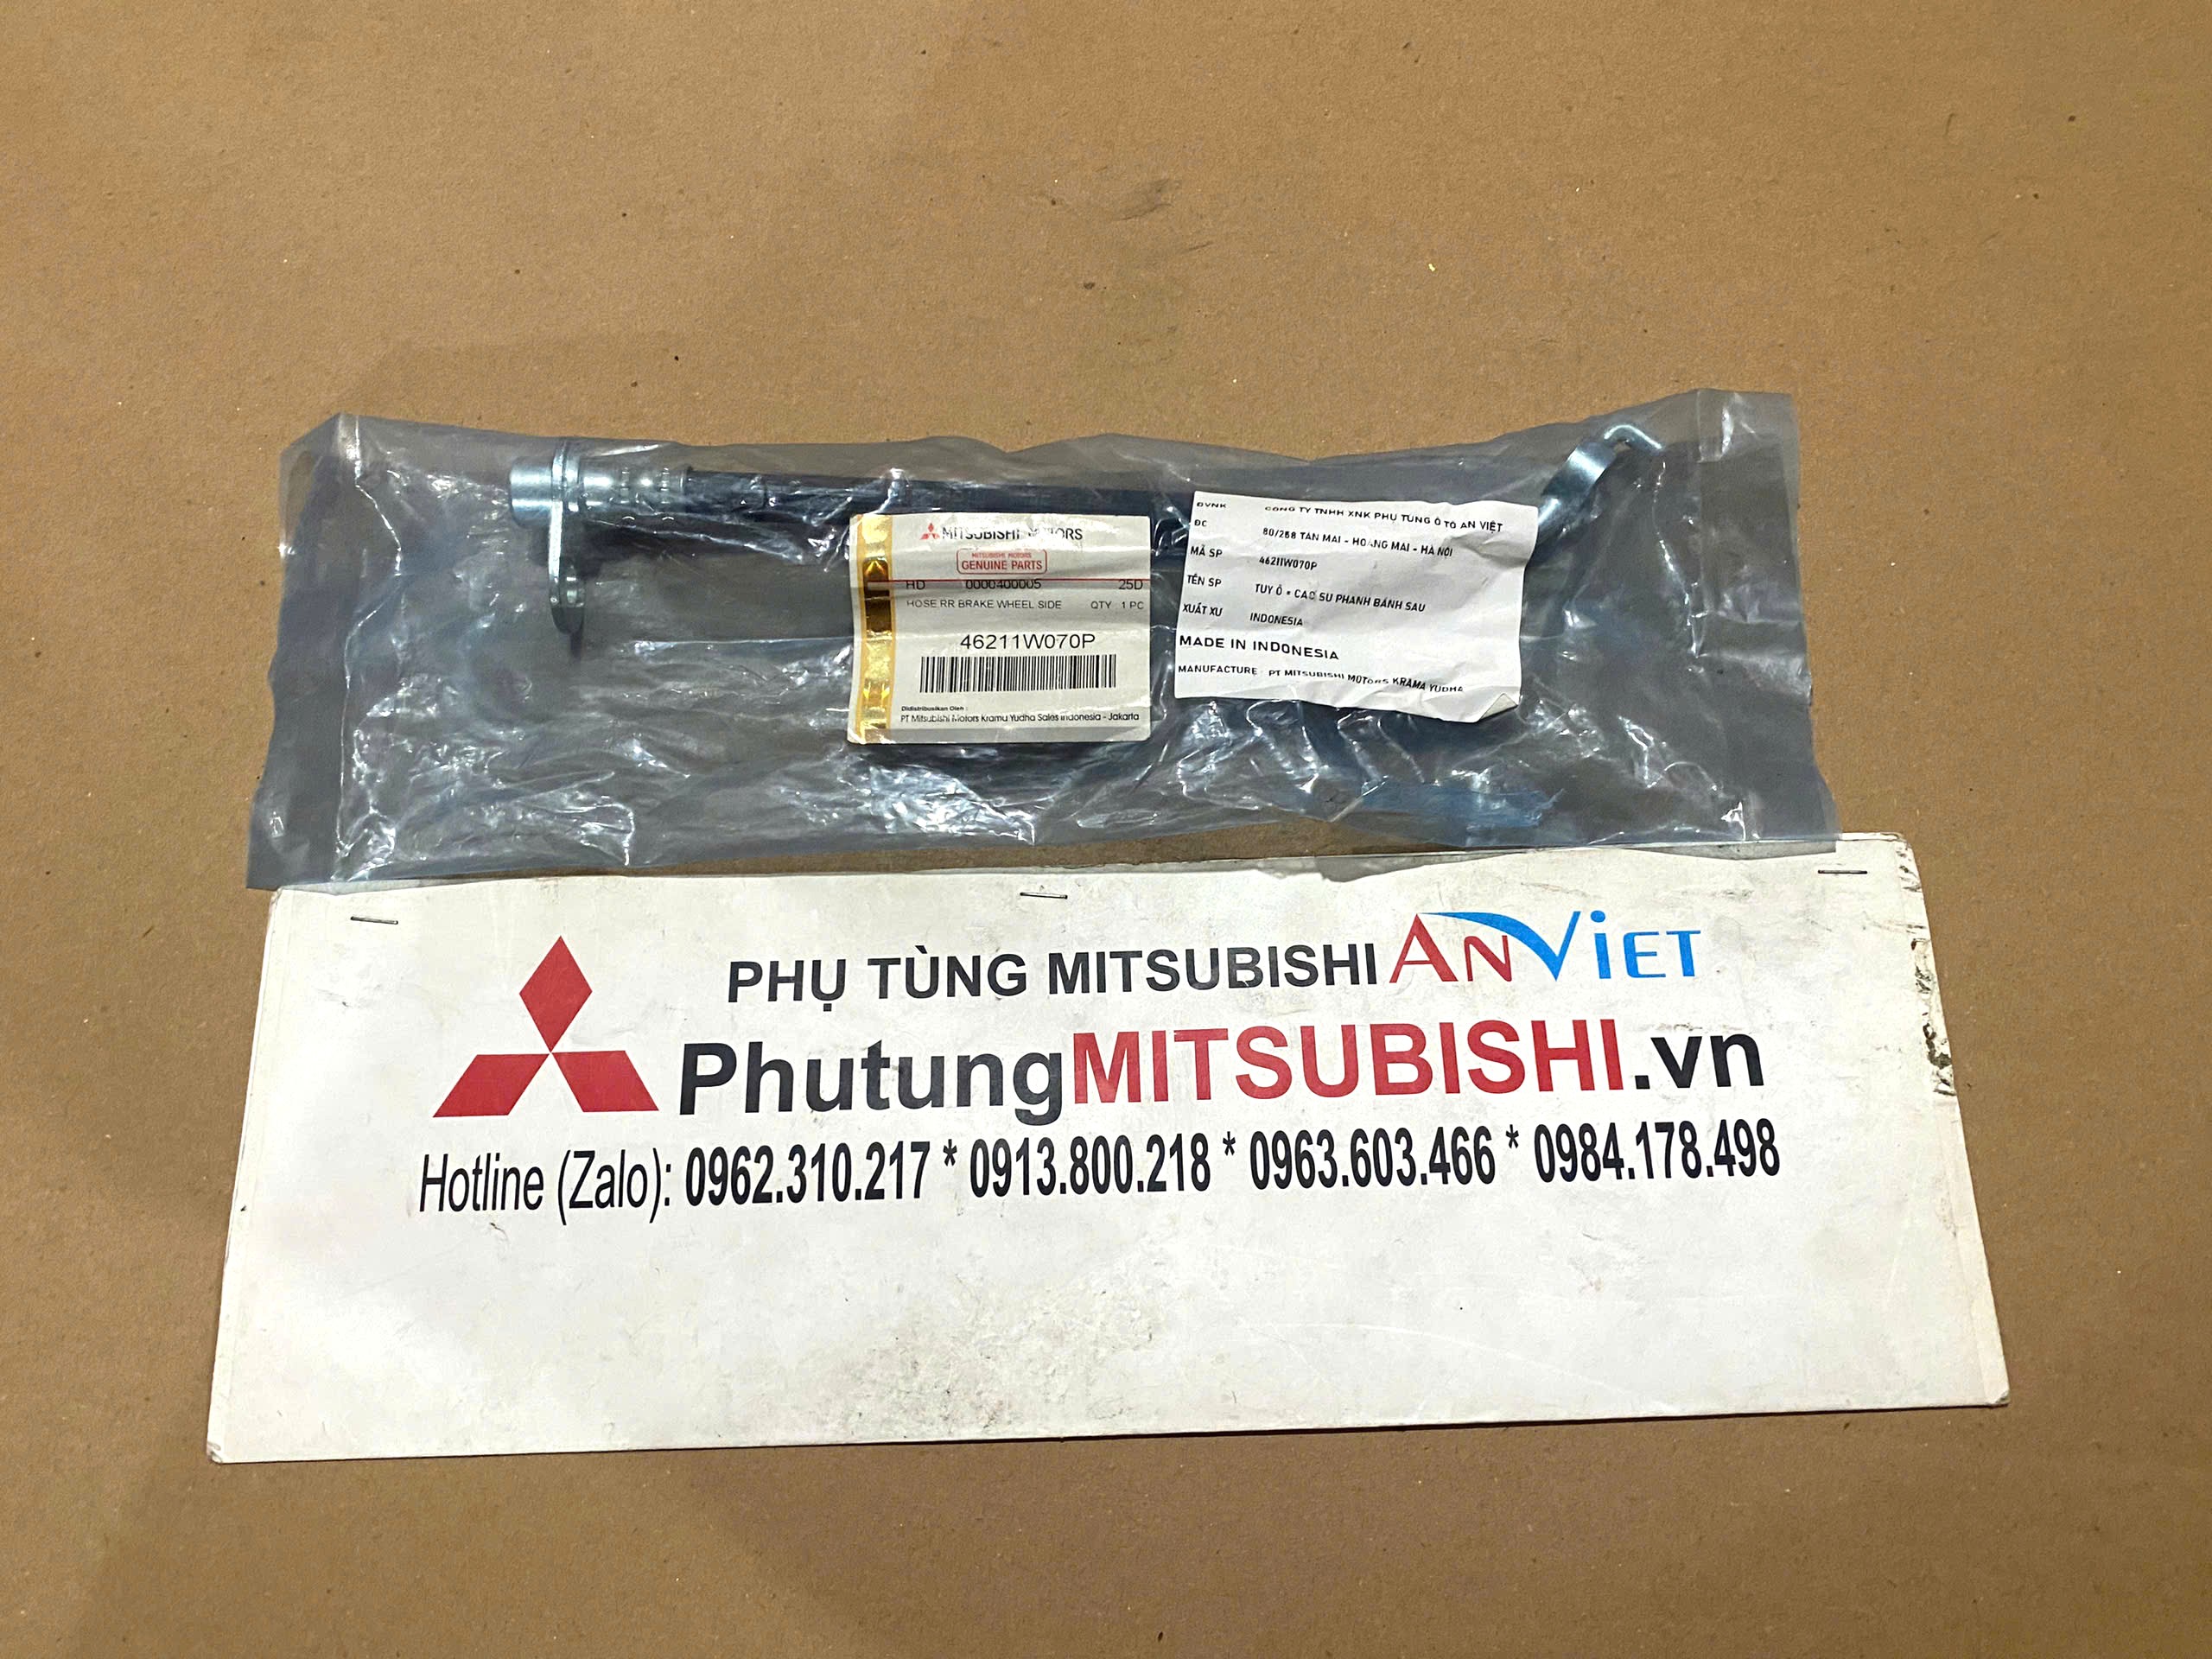 MITSUBISHI MOTORS
MITSUBISHI MOTORS
GENUINE PARTS
HD 0000400005 25D
HOSE RR BRAKE WHEEL SIDE QTY 1 PC
46211W070P
Didistribusikan Oleh :
PT Mitsubishi Motors Krama Yudha Sales Indonesia - Jakarta
ĐVNK CÔNG TY TNHH XNK PHỤ TÙNG Ô TÔ AN VIỆT
ĐC 80/268 TÂN MAI - HOÀNG MAI - HÀ NỘI
MÃ SP 46211W070P
TÊN SP TUY Ô * CAO SU PHANH BÁNH SAU
XUẤT XỨ INDONESIA
MADE IN INDONESIA
MANUFACTURE PT MITSUBISHI MOTORS KRAMA YUDHA
PHỤ TÙNG MITSUBISHI ANViET
PhutungMITSUBISHI.vn
Hotline (Zalo): 0962.310.217 * 0913.800.218 * 0963.603.466 * 0984.178.498